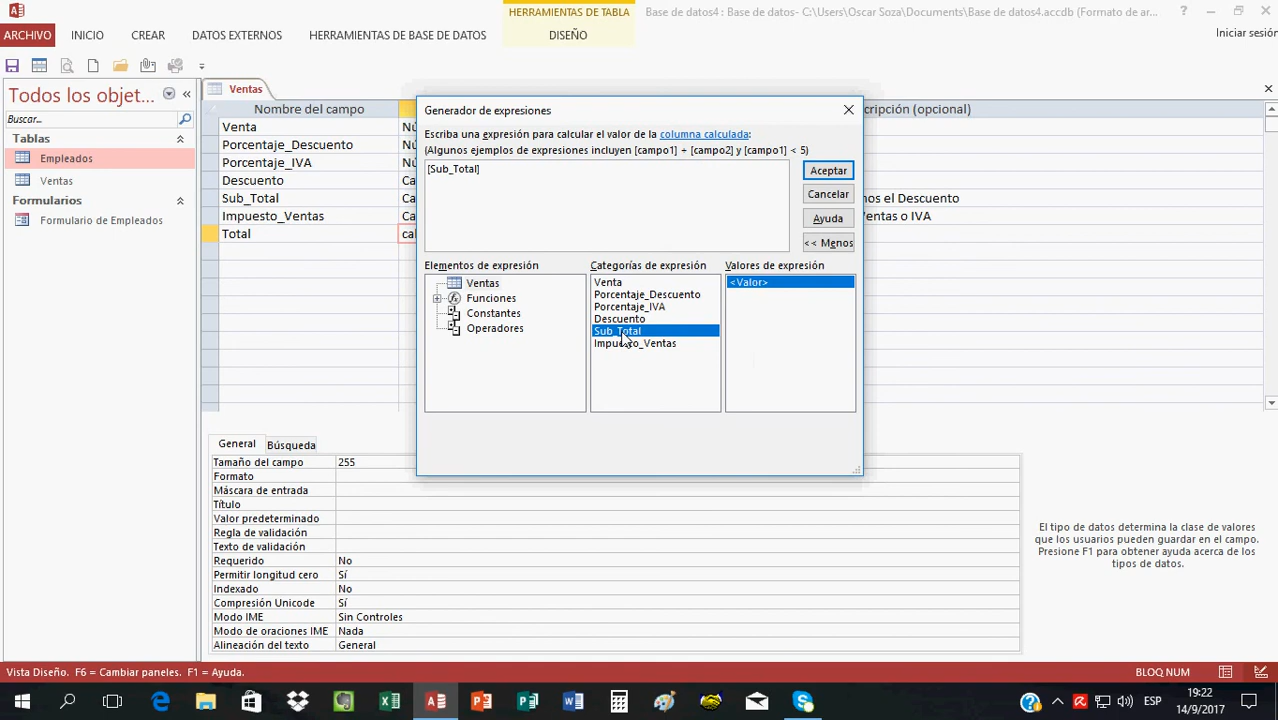 HERRAMIENTAS DE TABLA
Base de datos4 : Base de datos- C:\Users\Oscar Soza\Documents\Base de datos4.accdb (Formato de ar...
ARCHIVO INICIO CREAR DATOS EXTERNOS HERRAMIENTAS DE BASE DE DATOS DISEÑO
Iniciar sesión
Todos los objet...
Buscar...
Tablas
Empleados
Ventas
Formularios
Formulario de Empleados
Ventas
Nombre del campo
cripción (opcional)
Venta Nú
Porcentaje_Descuento Nú
Porcentaje_IVA Nú
Descuento Ca
Sub_Total Ca nos el Descuento
Impuesto_Ventas Ca Ventas o IVA
Total cal
Generador de expresiones
Escriba una expresión para calcular el valor de la columna calculada:
(Algunos ejemplos de expresiones incluyen [campo1] + [campo2] y [campo1] < 5)
[Sub_Total]
Aceptar
Cancelar
Ayuda
<< Menos
Elementos de expresión
Ventas
Funciones
Constantes
Operadores
Categorías de expresión
Venta
Porcentaje_Descuento
Porcentaje_IVA
Descuento
Sub_Total
Impuesto_Ventas
Valores de expresión
<Valor>
General Búsqueda
Tamaño del campo 255
Formato
Máscara de entrada
Título
Valor predeterminado
Regla de validación
Texto de validación
Requerido No
Permitir longitud cero Sí
Indexado No
Compresión Unicode Sí
Modo IME Sin Controles
Modo de oraciones IME Nada
Alineación del texto General
El tipo de datos determina la clase de valores
que los usuarios pueden guardar en el campo.
Presione F1 para obtener ayuda acerca de los
tipos de datos.
Vista Diseño. F6 = Cambiar paneles. F1 = Ayuda.
BLOQ NUM
ESP
19:22
14/9/2017